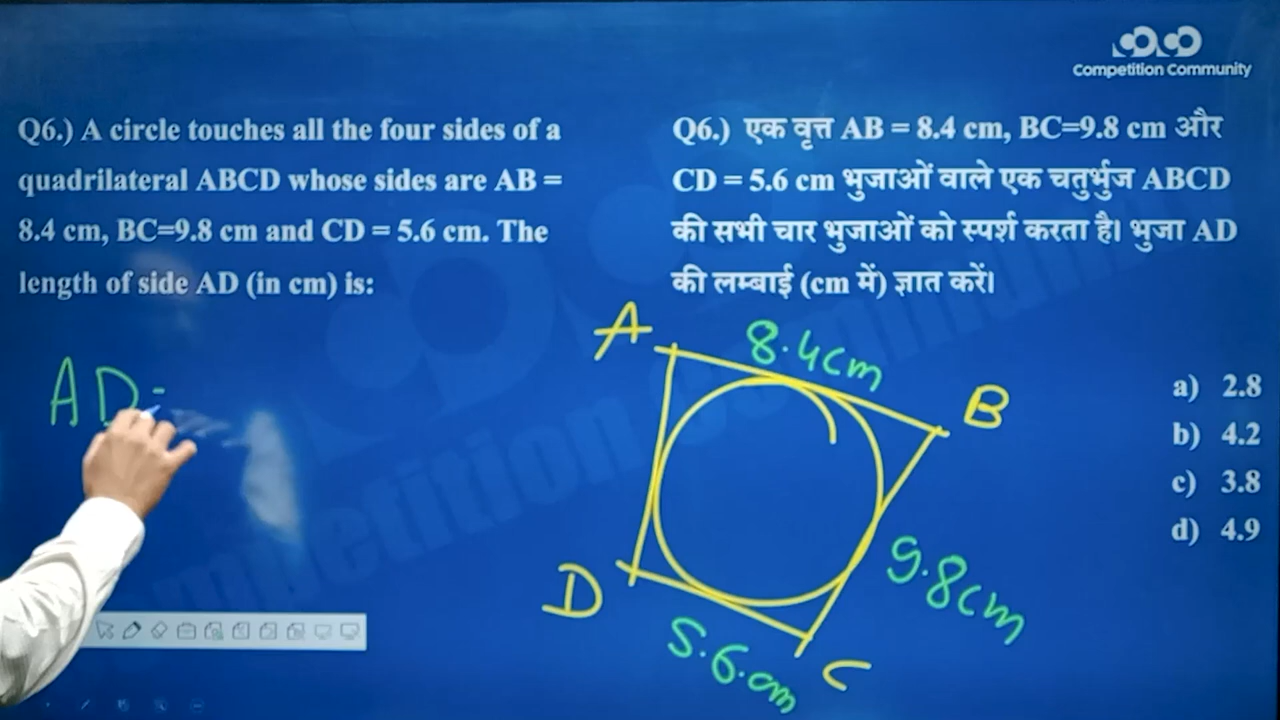 Competition Community
Q6.) A circle touches all the four sides of a
quadrilateral ABCD whose sides are AB =
8.4 cm, BC=9.8 cm and CD = 5.6 cm. The
length of side AD (in cm) is:
Q6.) एक वृत्त AB = 8.4 cm, BC=9.8 cm और
CD = 5.6 cm भुजाओं वाले एक चतुर्भुज ABCD
की सभी चार भुजाओं को स्पर्श करता है। भुजा AD
की लम्बाई (cm में) ज्ञात करें।
AD=
A
8.4cm
B
9.8cm
D
5.6.cm
C
a) 2.8
b) 4.2
c) 3.8
d) 4.9